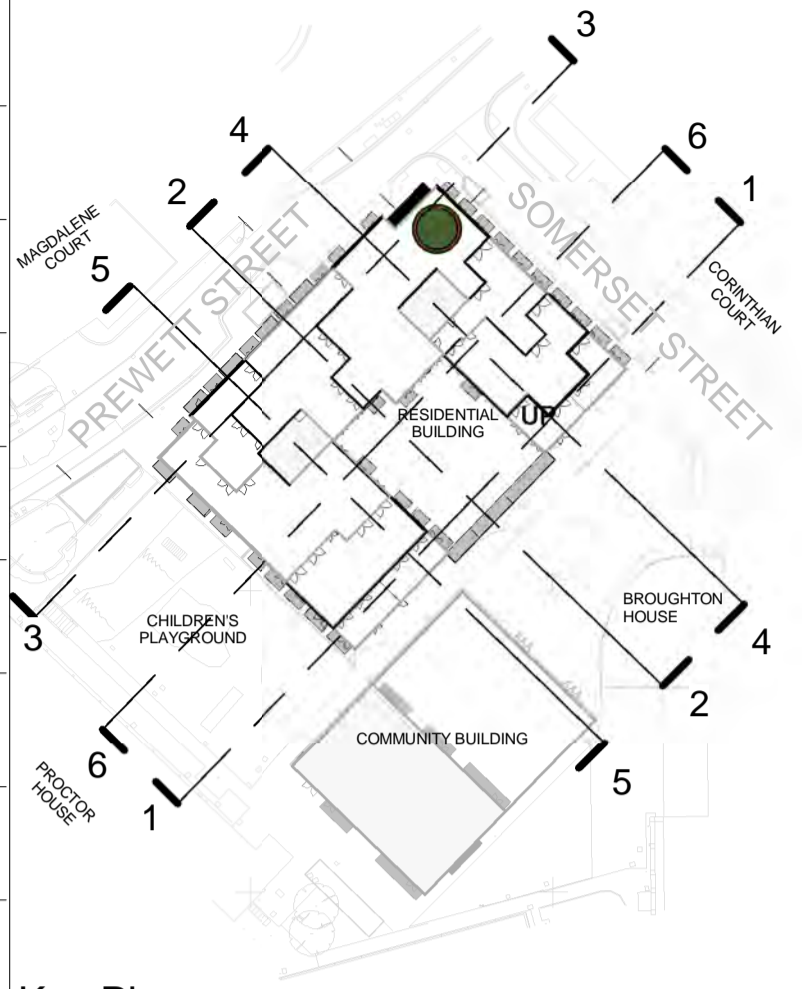 3
6
4
1
2
MAGDALENE
COURT
5
PREWETT STREET
SOMERSET STREET
CORINTHIAN
COURT
RESIDENTIAL
BUILDING
UP
3
CHILDREN'S
PLAYGROUND
BROUGHTON
HOUSE
4
2
COMMUNITY BUILDING
6
PROCTOR
HOUSE
1
5